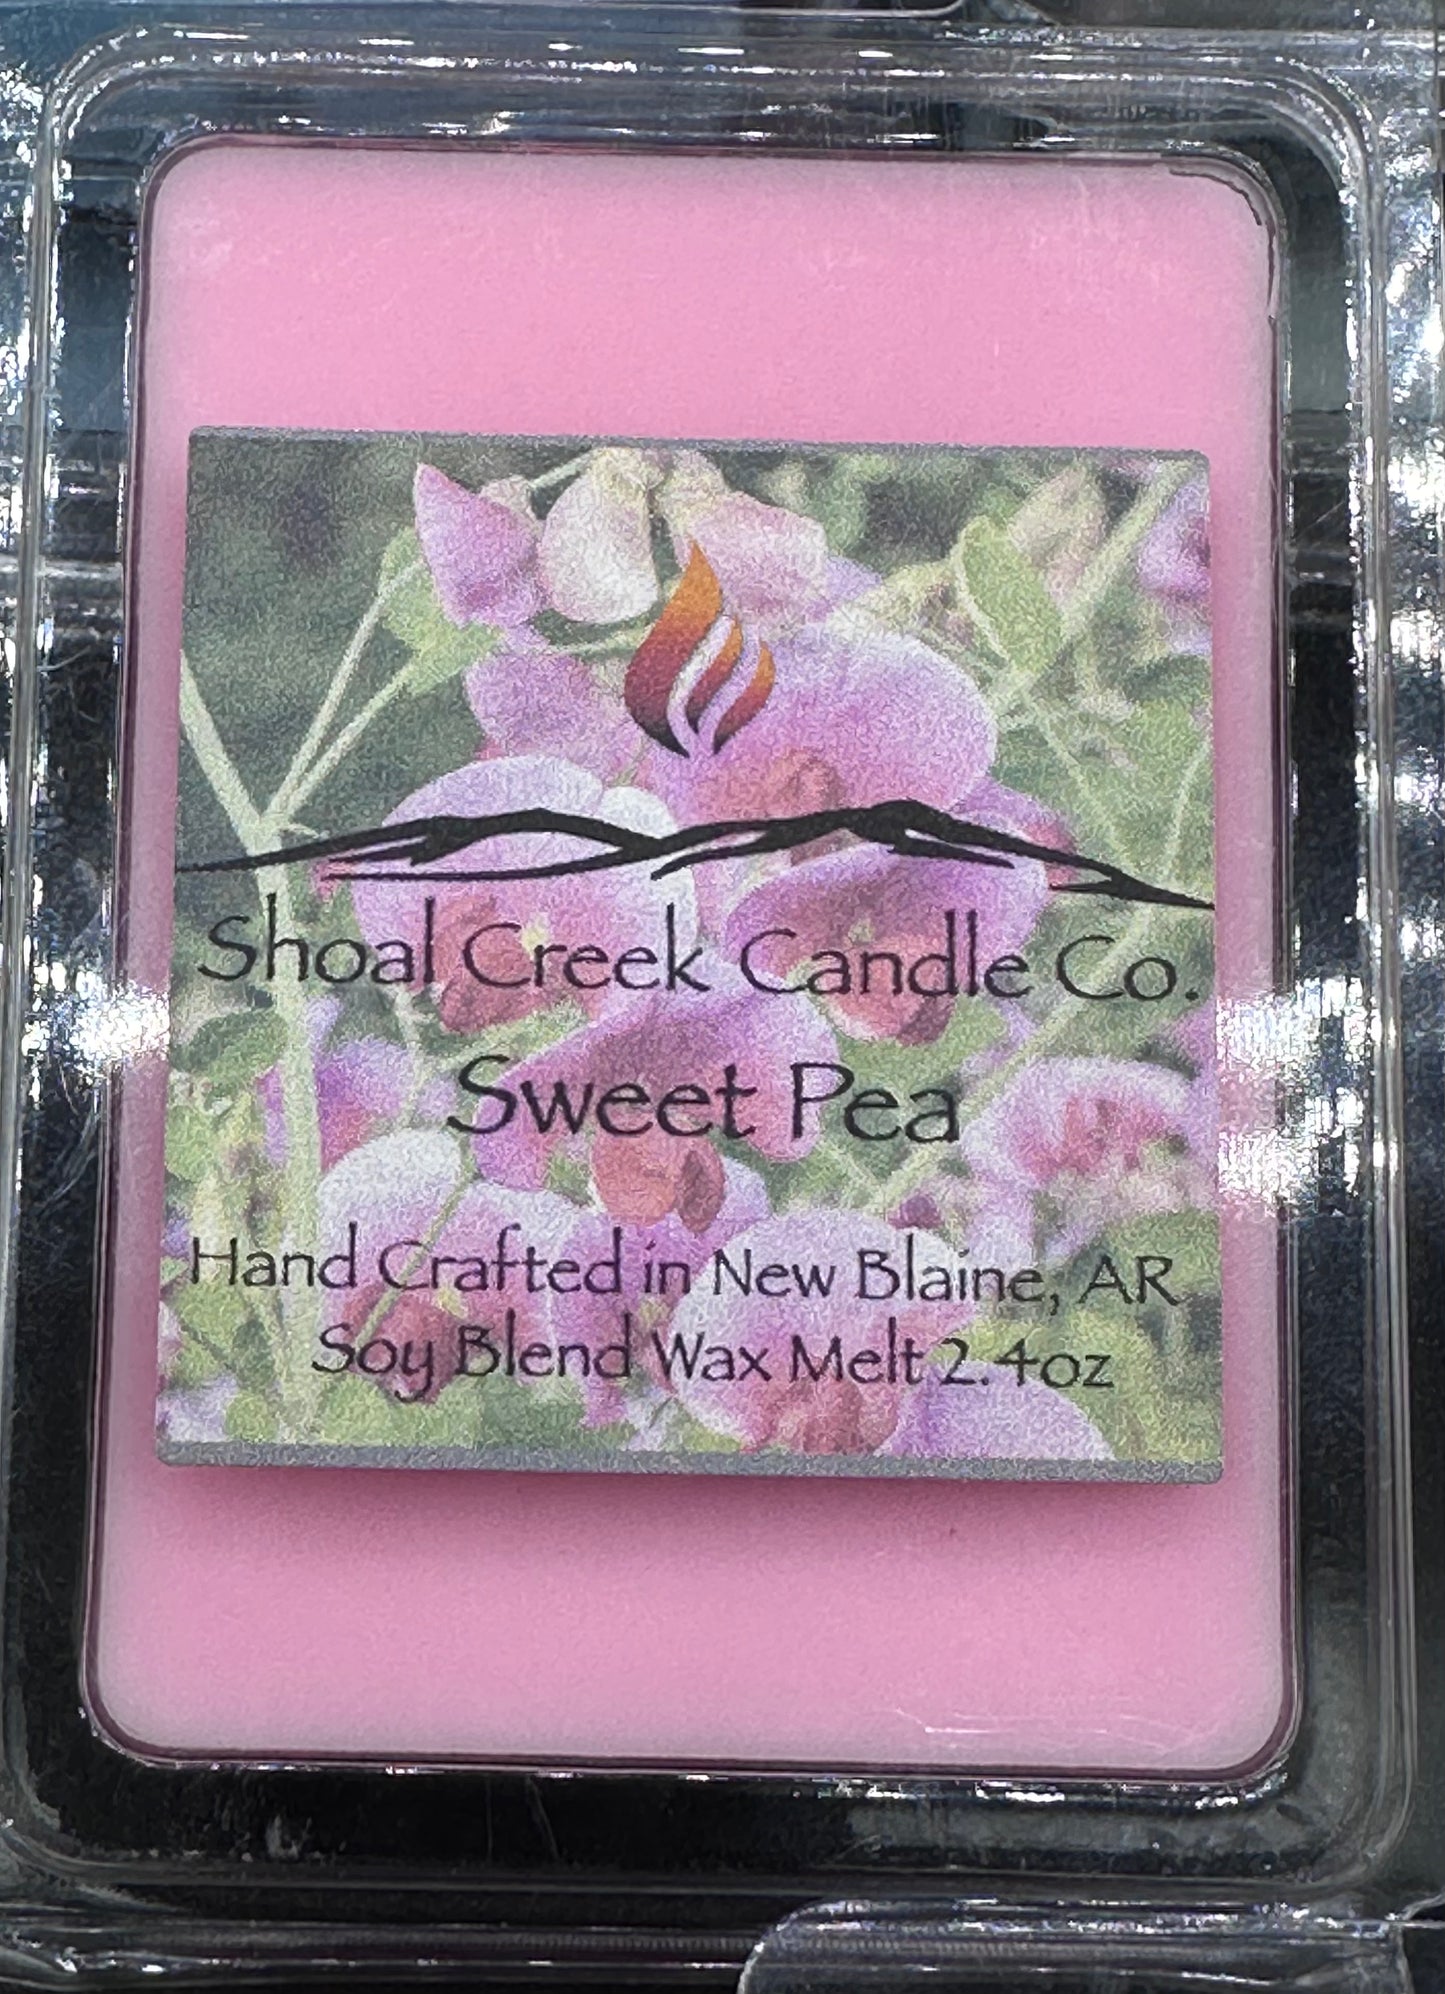 Shoal Creek Candle Co.
Sweet Pea
Hand Crafted in New Blaine, AR
Soy Blend Wax Melt 2.4oz